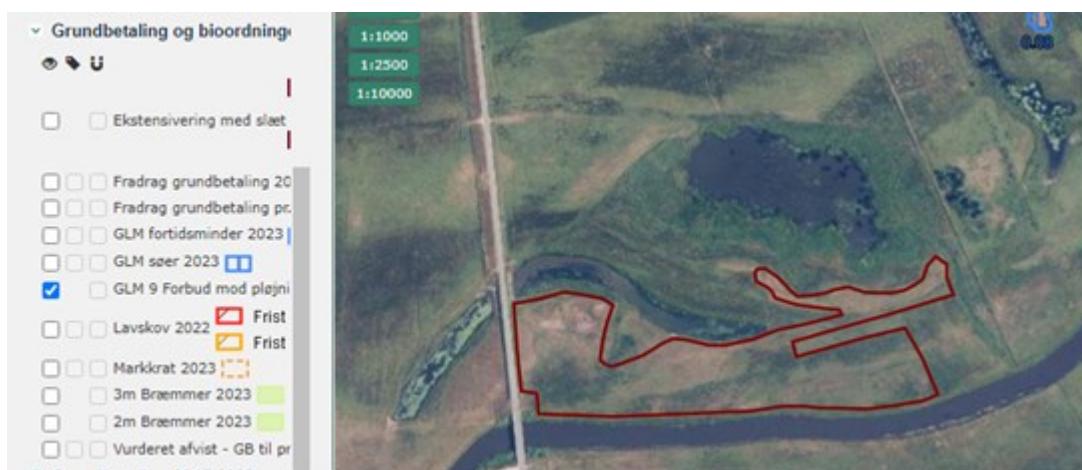 Grundbetaling og bioordninge
Ekstensivering med slæt
Fradrag grundbetaling 20
Fradrag grundbetaling pr.
GLM fortidsminder 2023
GLM søer 2023
GLM 9 Forbud mod pløjni
Lavskov 2022
Frist
Frist
Markkrat 2023
3m Bræmmer 2023
2m Bræmmer 2023
Vurderet afvist - GB til pr
1:1000
1:2500
1:10000